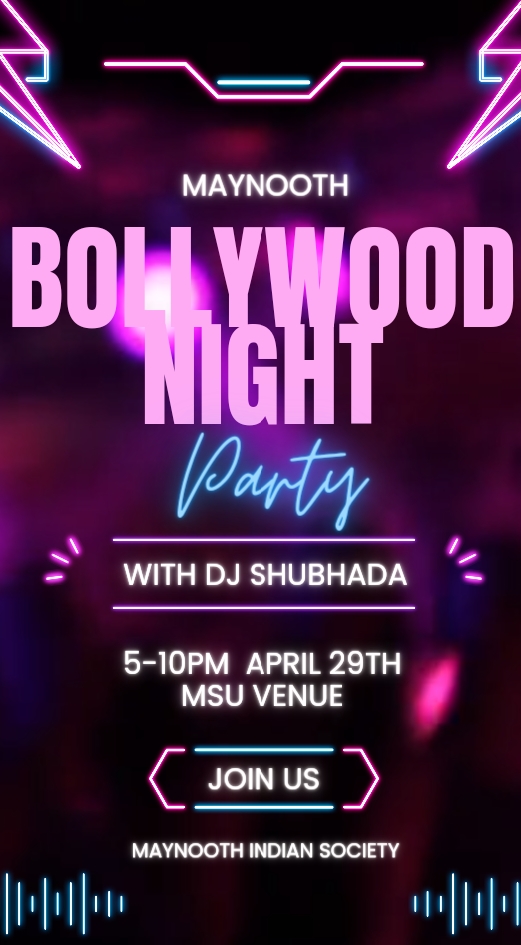 MAYNOOTH
BOLLYWOOD
NIGHT
Party
WITH DJ SHUBHADA
5-10PM APRIL 29TH
MSU VENUE
JOIN US
MAYNOOTH INDIAN SOCIETY